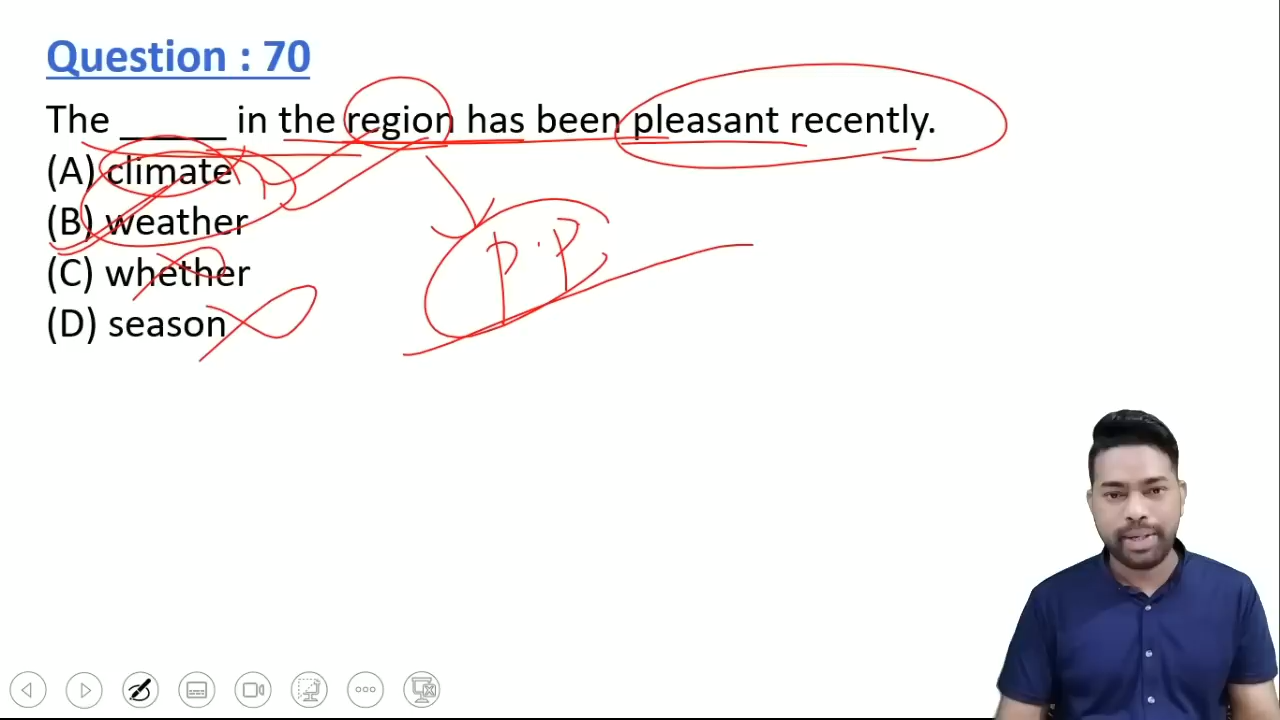 Question : 70
The ______ in the region has been pleasant recently.
(A) climate
(B) weather
(C) whether
(D) season
P.P